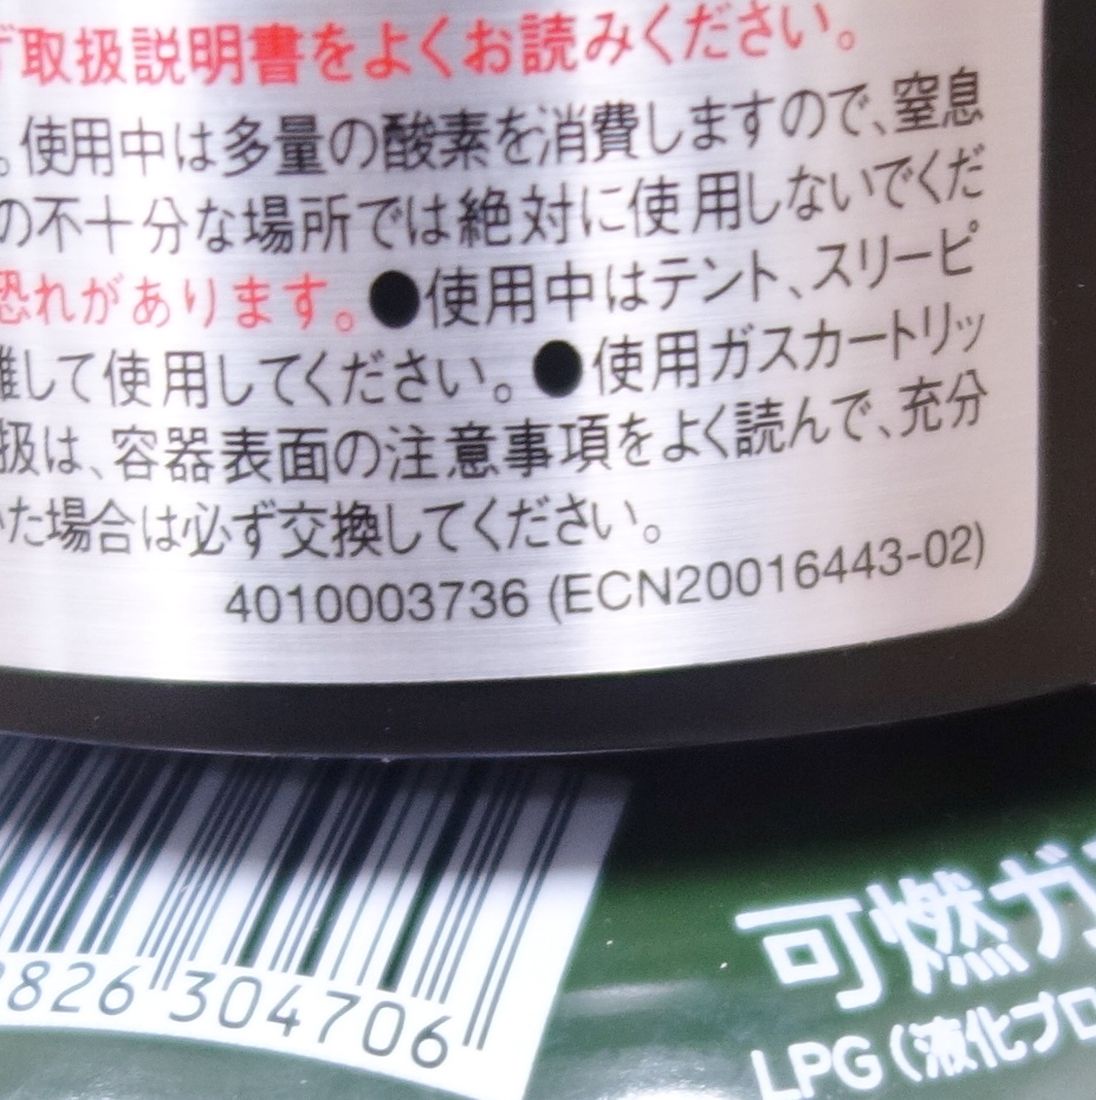 ず取扱説明書をよくお読みください。
。使用中は多量の酸素を消費しますので、窒息
の不十分な場所では絶対に使用しないでくだ
恐れがあります。●使用中はテント、スリーピ
離して使用してください。●使用ガスカートリッ
扱は、容器表面の注意事項をよく読んで、充分
いた場合は必ず交換してください。
4010003736 (ECN20016443-02)
826 304706
可燃ガ
LPG (液化プロ